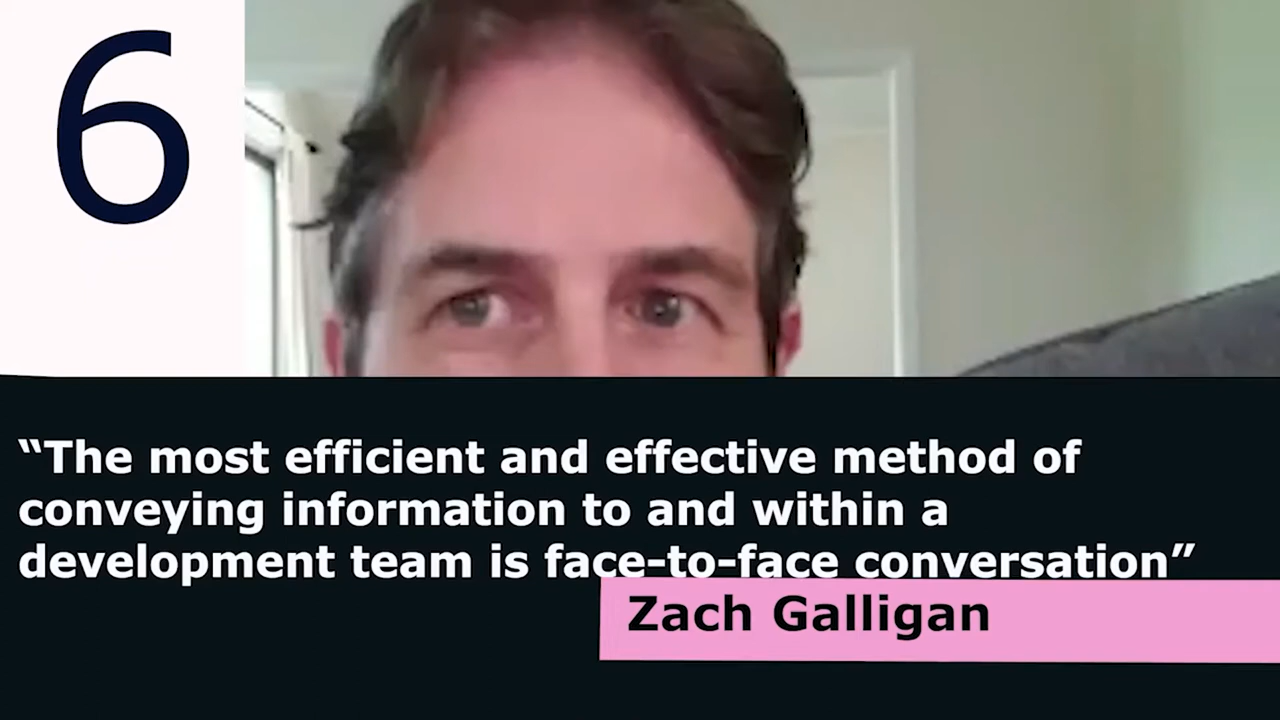 6
“The most efficient and effective method of
conveying information to and within a
development team is face-to-face conversation”
Zach Galligan